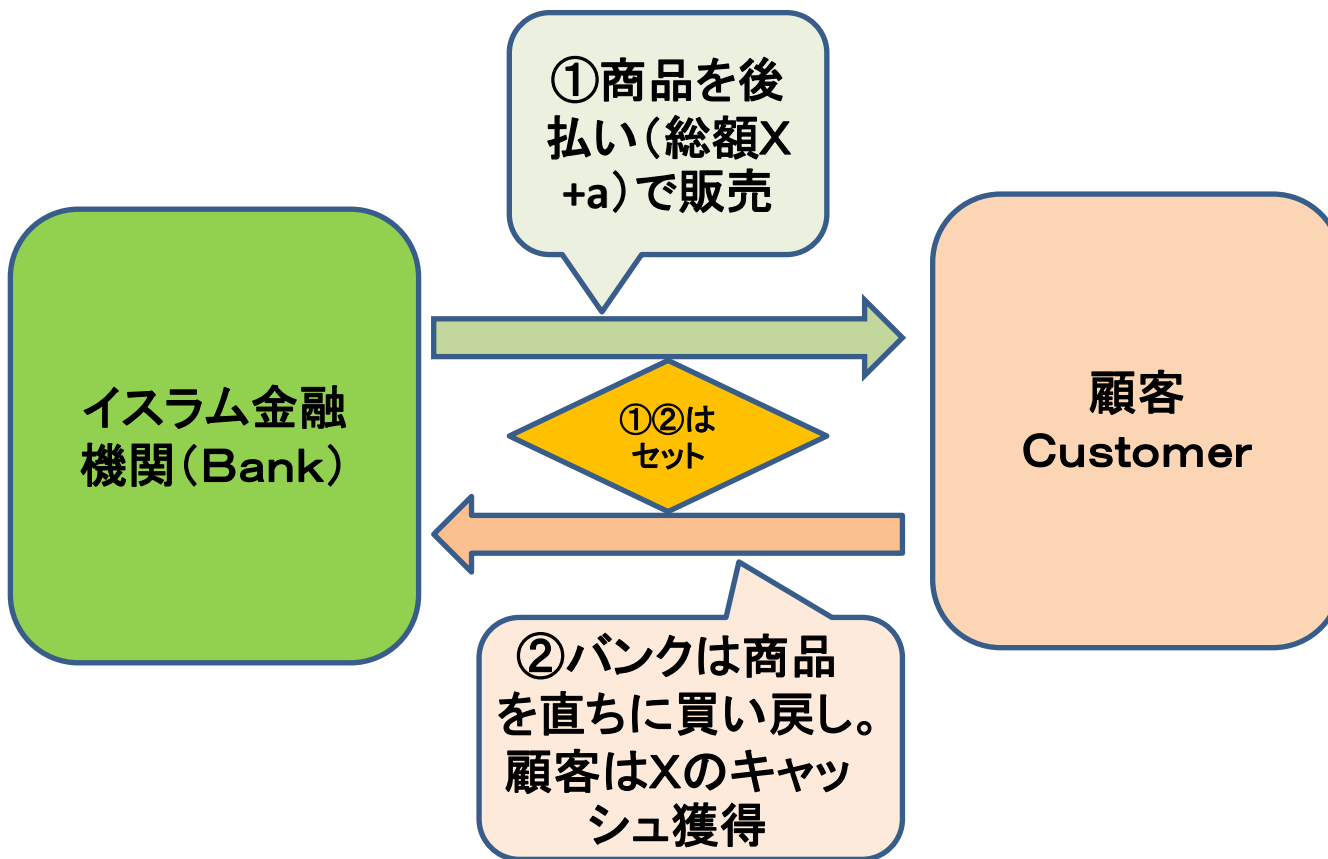 ①商品を後
払い（総額X
+a）で販売
イスラム金融
機関（Bank）
①②は
セット
顧客
Customer
②バンクは商品
を直ちに買い戻し。
顧客はXのキャッ
シュ獲得